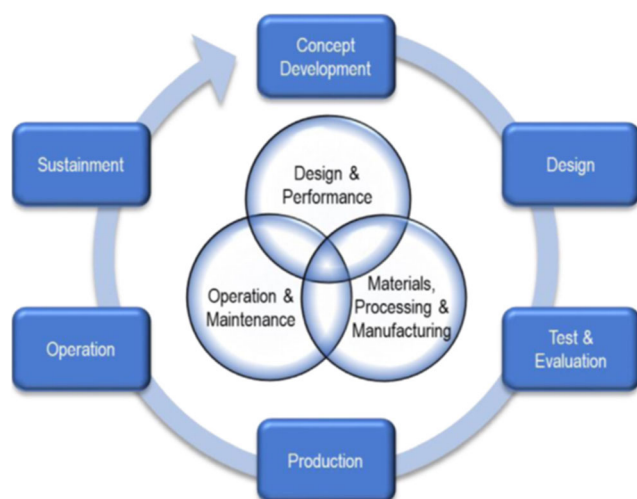 Concept
Development
Design
Test &
Evaluation
Production
Operation
Sustainment
Design &
Performance
Materials,
Processing &
Manufacturing
Operation &
Maintenance